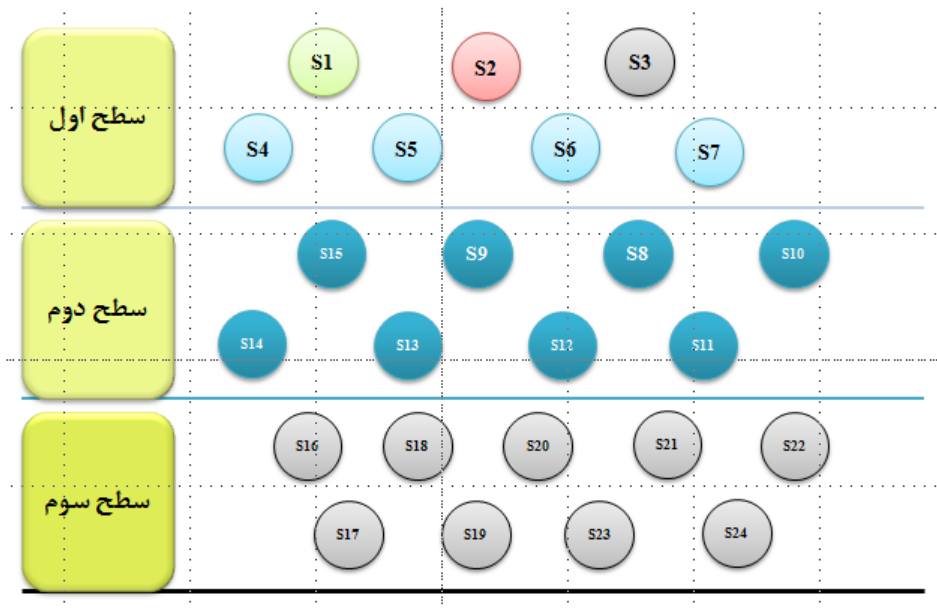 سطح اول
S1 S2 S3
S4 S5 S6 S7
سطح دوم
S15 S9 S8 S10
S14 S13 S12 S11
سطح سوم
S16 S18 S20 S21 S22
S17 S19 S23 S24